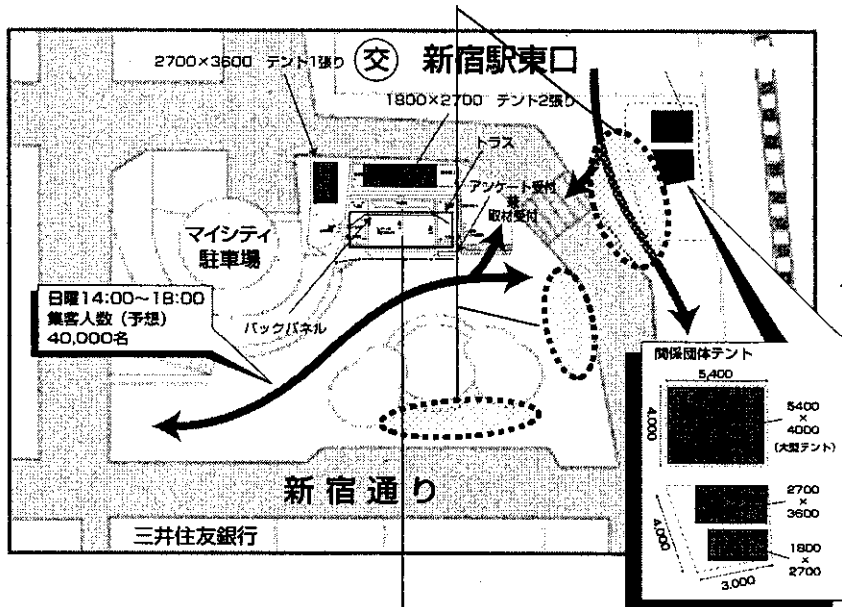 交 新宿駅東口
2700×3600 テント1張り
1800×2700 テント2張り
トラス
アンケート受付
兼
取材受付
マイシティ
駐車場
日曜14:00～18:00
集客人数(予想)
40,000名
バックパネル
関係団体テント
5,400
4,000
5400
×
4000
(大型テント)
2700
×
3600
1800
×
2700
4,000
3,000
新宿通り
三井住友銀行